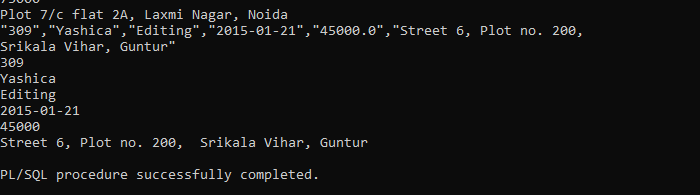 75000
Plot 7/c flat 2A, Laxmi Nagar, Noida
"309","Yashica","Editing","2015-01-21","45000.0","Street 6, Plot no. 200,
Srikala Vihar, Guntur"
309
Yashica
Editing
2015-01-21
45000
Street 6, Plot no. 200,  Srikala Vihar, Guntur
PL/SQL procedure successfully completed.